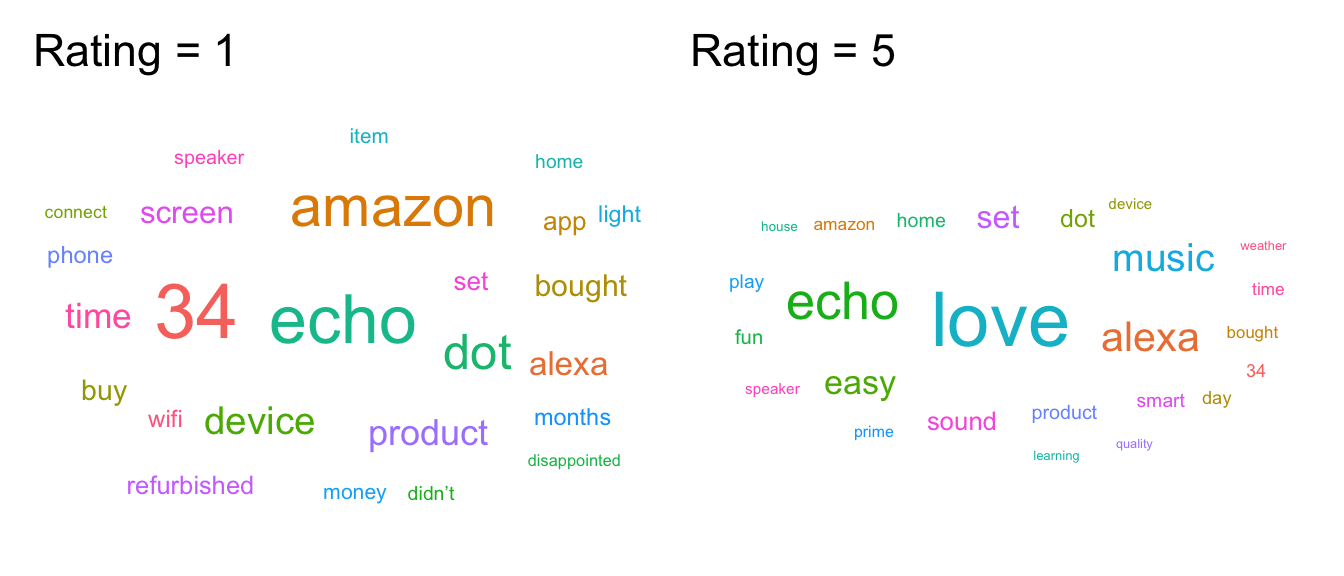 Rating = 1
item
speaker
home
amazon
connect
screen
app
light
phone
set
bought
time
34
echo
dot
alexa
buy
wifi
device
product
months
disappointed
refurbished
money
didn’t
Rating = 5
device
house
amazon
home
set
dot
music
weather
play
echo
love
time
fun
alexa
bought
34
speaker
easy
smart
day
prime
sound
product
quality
learning